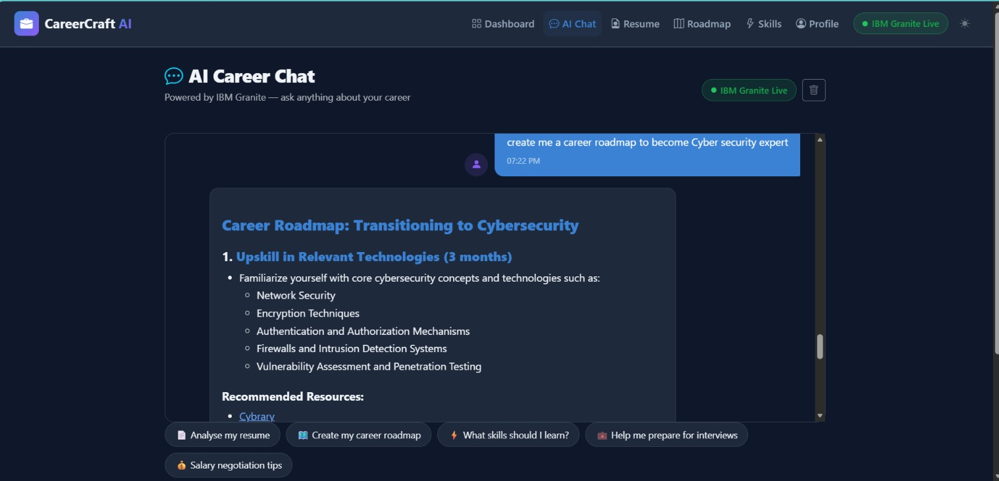 CareerCraft AI
Dashboard
AI Chat
Resume
Roadmap
Skills
Profile
IBM Granite Live
AI Career Chat
Powered by IBM Granite — ask anything about your career
IBM Granite Live
create me a career roadmap to become Cyber security expert
07:22 PM
Career Roadmap: Transitioning to Cybersecurity
1. Upskill in Relevant Technologies (3 months)
• Familiarize yourself with core cybersecurity concepts and technologies such as:
○ Network Security
○ Encryption Techniques
○ Authentication and Authorization Mechanisms
○ Firewalls and Intrusion Detection Systems
○ Vulnerability Assessment and Penetration Testing
Recommended Resources:
• Cybrary
Analyse my resume
Create my career roadmap
What skills should I learn?
Help me prepare for interviews
Salary negotiation tips